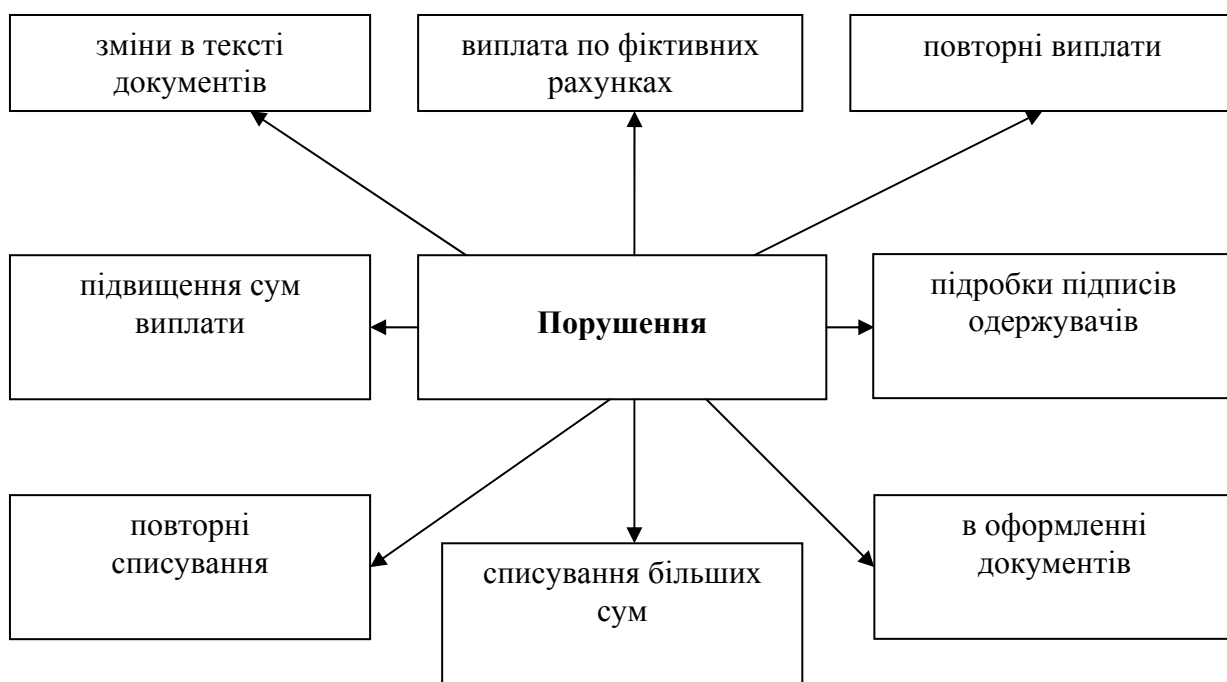 зміни в тексті
документів
виплата по фіктивних
рахунках
повторні виплати
підвищення сум
виплати
Порушення
підробки підписів
одержувачів
повторні
списування
списування більших
сум
в оформленні
документів